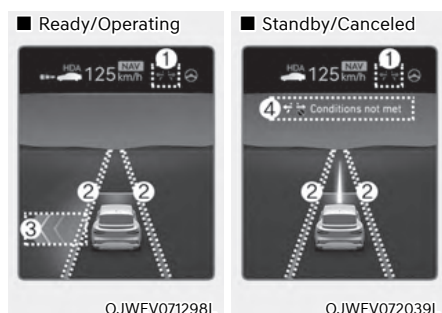 ■ Ready/Operating
HDA 125 NAV km/h ①
② ②
③
OJWEV071298L
■ Standby/Canceled
HDA 125 NAV km/h ①
④ Conditions not met
② ②
OJWEV072039L